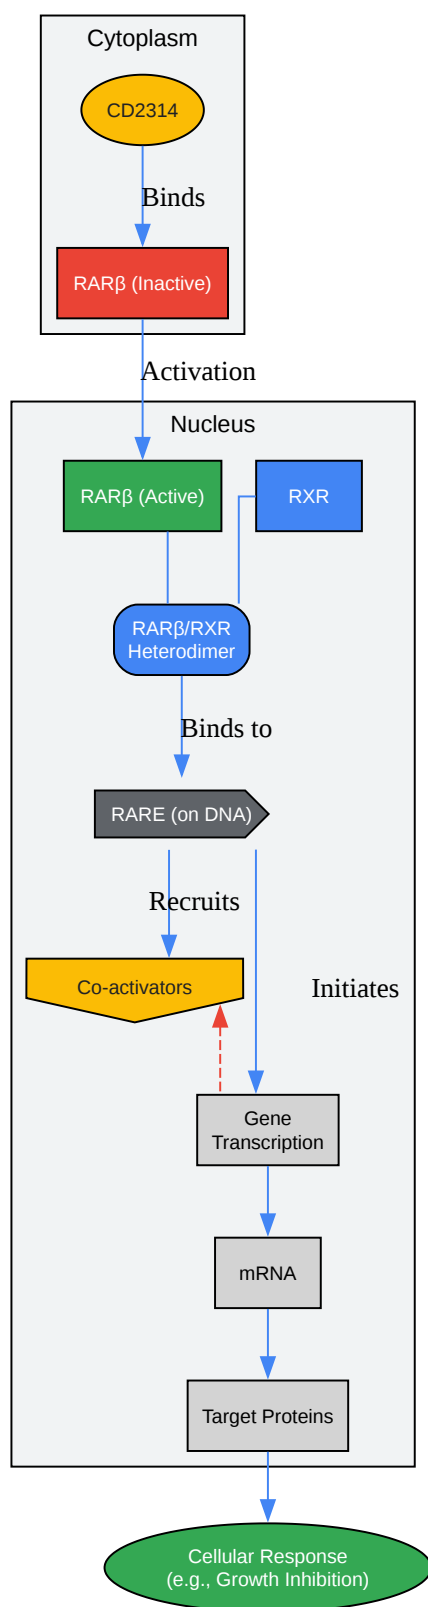 Cytoplasm
CD2314
Binds
RARβ (Inactive)
Activation
Nucleus
RARβ (Active)
RXR
RARβ/RXR
Heterodimer
Binds to
RARE (on DNA)
Recruits
Co-activators
Initiates
Gene
Transcription
mRNA
Target Proteins
Cellular Response
(e.g., Growth Inhibition)